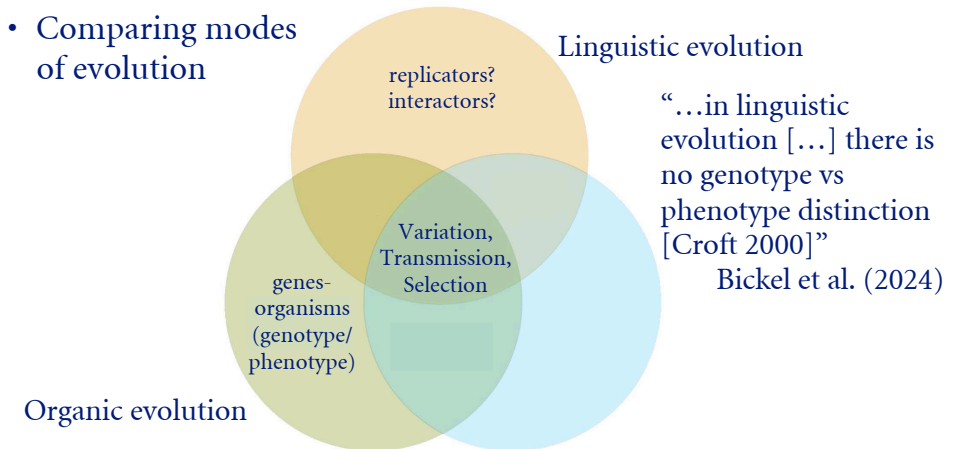 • Comparing modes
of evolution
Linguistic evolution
replicators?
interactors?
“…in linguistic
evolution […] there is
no genotype vs
phenotype distinction
[Croft 2000]”
Bickel et al. (2024)
Variation,
Transmission,
Selection
genes-
organisms
(genotype/
phenotype)
Organic evolution